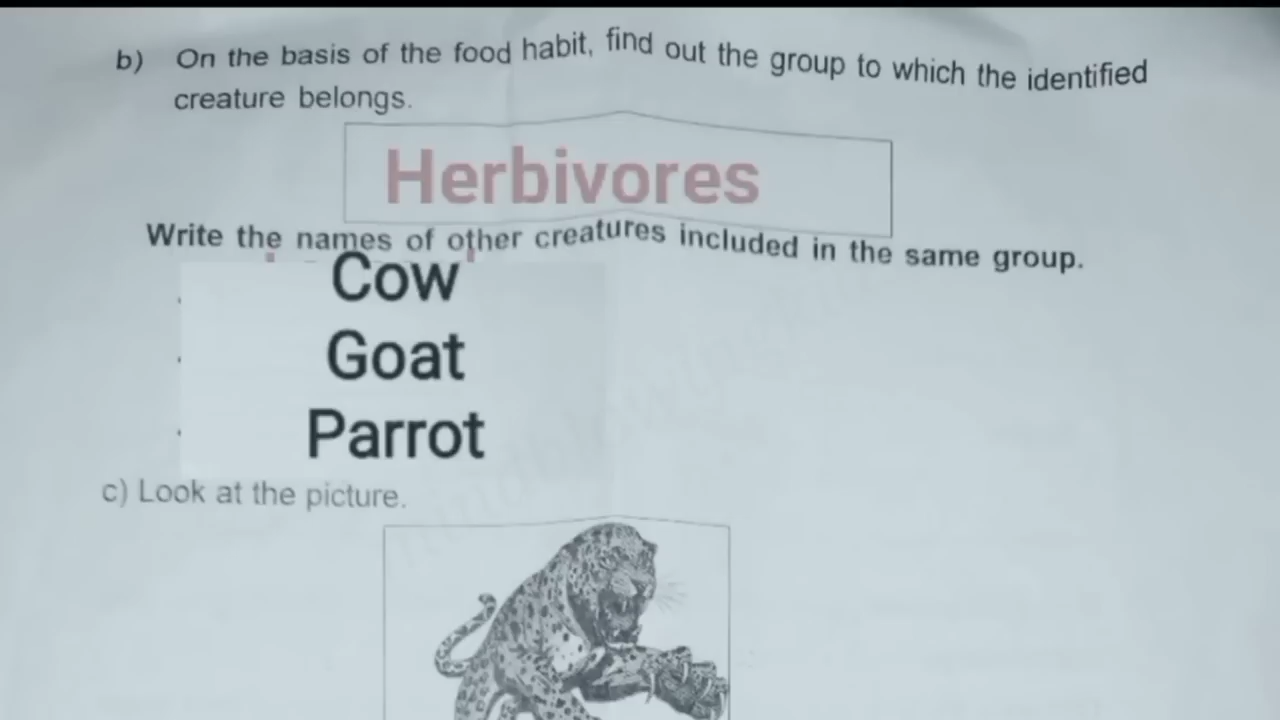 b) On the basis of the food habit, find out the group to which the identified
creature belongs.
Herbivores
Write the names of other creatures included in the same group.
Cow
Goat
Parrot
c) Look at the picture.